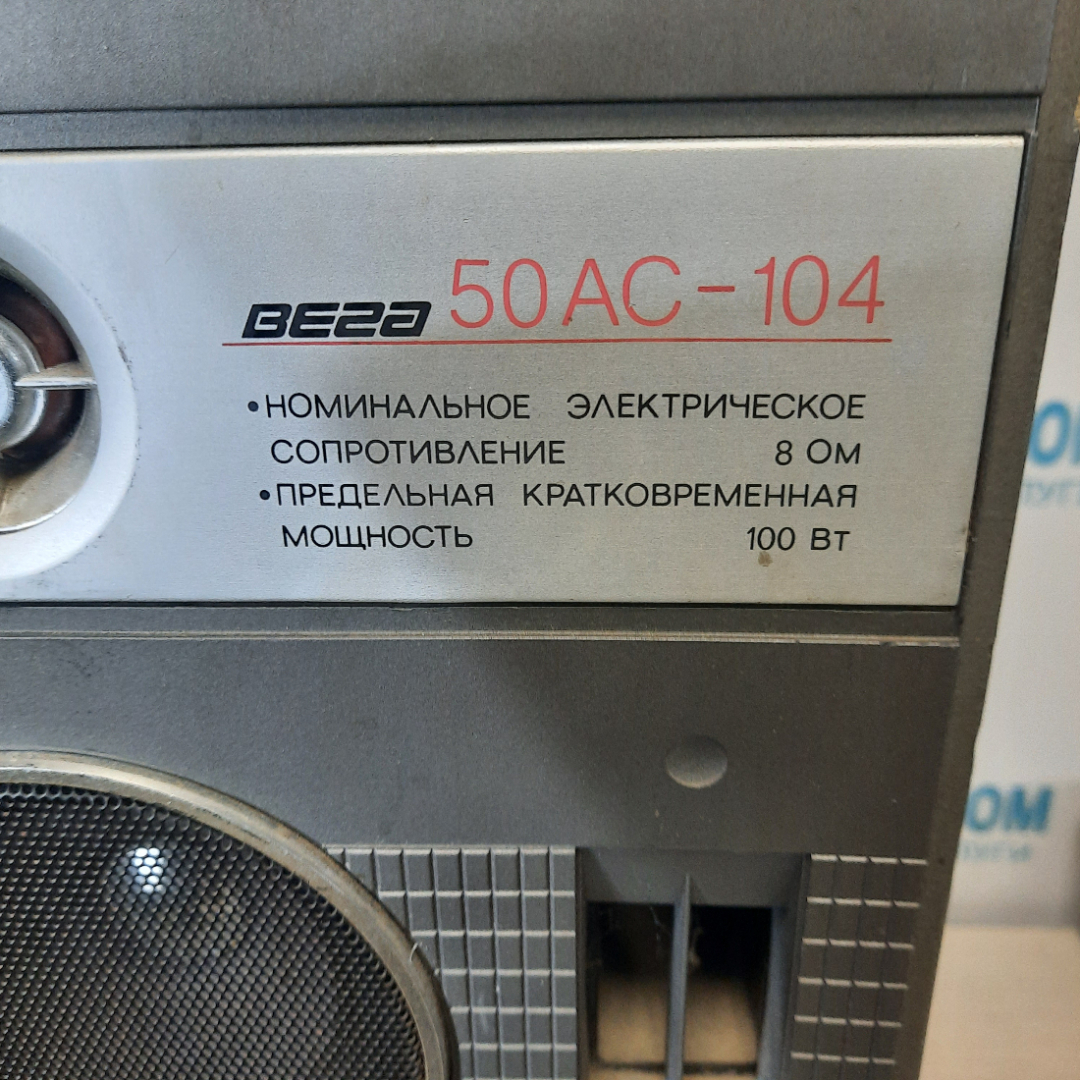 Вега 50АС-104
•НОМИНАЛЬНОЕ ЭЛЕКТРИЧЕСКОЕ
СОПРОТИВЛЕНИЕ 8 Ом
•ПРЕДЕЛЬНАЯ КРАТКОВРЕМЕННАЯ
МОЩНОСТЬ 100 Вт